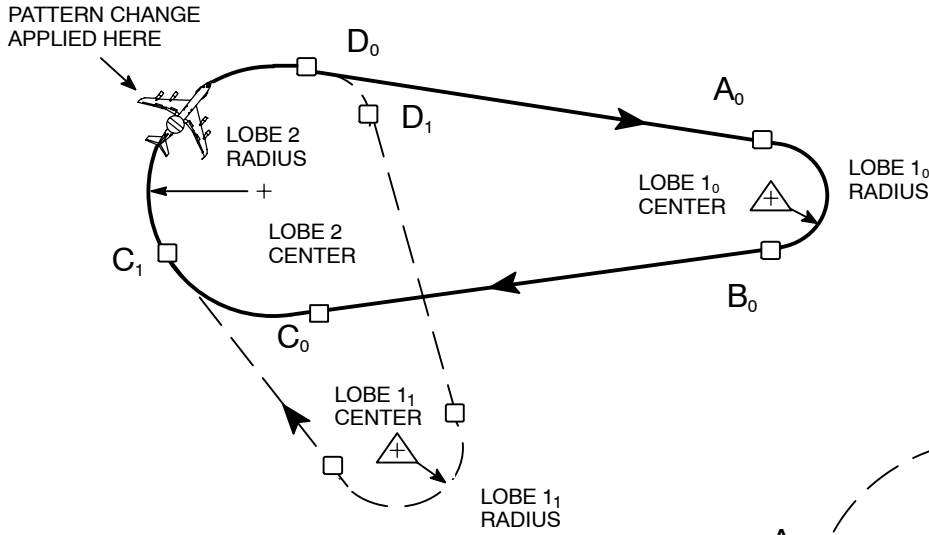 PATTERN CHANGE
APPLIED HERE
D₀
A₀
D₁
LOBE 2
RADIUS
LOBE 1₀
RADIUS
LOBE 1₀
CENTER
LOBE 2
CENTER
C₁
B₀
C₀
LOBE 1₁
CENTER
LOBE 1₁
RADIUS